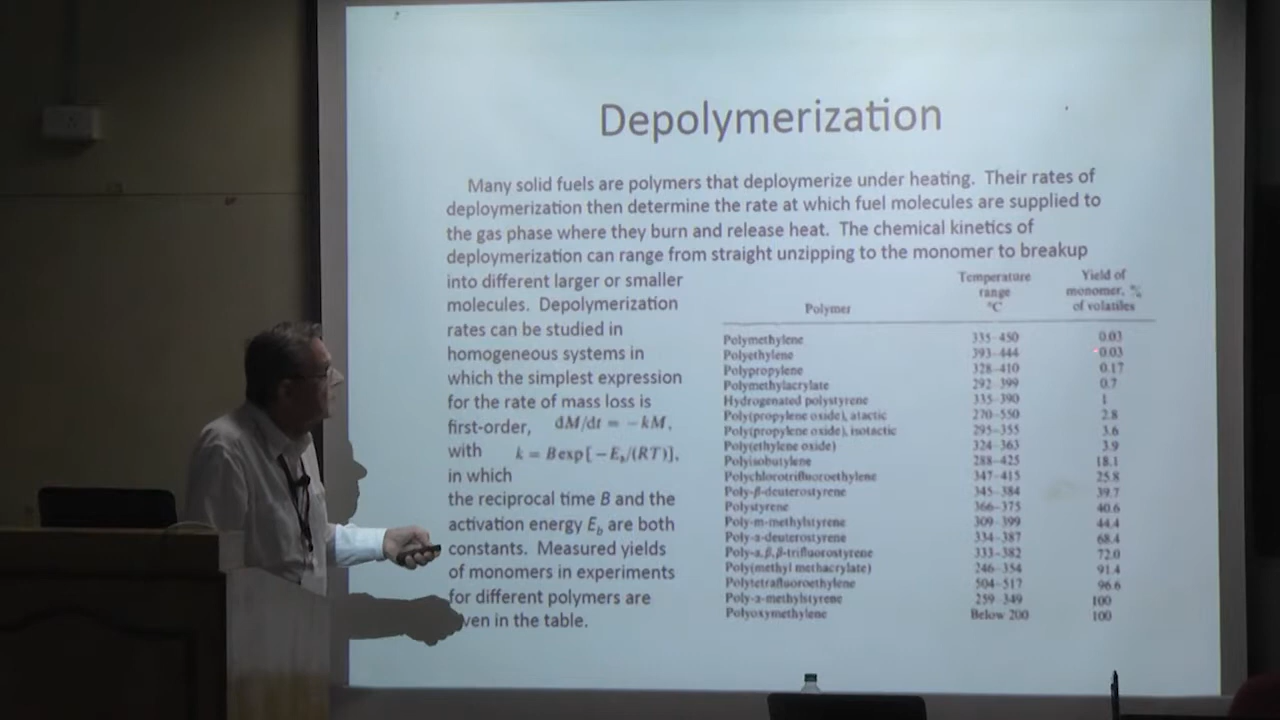 Depolymerization
Many solid fuels are polymers that deploymerize under heating. Their rates of
deploymerization then determine the rate at which fuel molecules are supplied to
the gas phase where they burn and release heat. The chemical kinetics of
deploymerization can range from straight unzipping to the monomer to breakup
into different larger or smaller
molecules. Depolymerization
rates can be studied in
homogeneous systems in
which the simplest expression
for the rate of mass loss is
first-order, dM/dt = −kM,
with k = B exp[−E_b/(RT)],
in which
the reciprocal time B and the
activation energy E_b are both
constants. Measured yields
of monomers in experiments
for different polymers are
ven in the table.
Polymer
Temperature
range
°C
Yield of
monomer, %
of volatiles
Polymethylene 335–450 0.03
Polyethylene 393–444 0.03
Polypropylene 328–410 0.17
Polymethylacrylate 292–399 0.7
Hydrogenated polystyrene 335–390 1
Poly(propylene oxide), atactic 270–550 2.8
Poly(propylene oxide), isotactic 295–355 3.6
Poly(ethylene oxide) 324–363 3.9
Polyisobutylene 288–425 18.1
Polychlorotrifluoroethylene 347–415 25.8
Poly-β-deuterostyrene 345–384 39.7
Polystyrene 366–375 40.6
Poly-m-methylstyrene 309–399 44.4
Poly-a-deuterostyrene 334–387 68.4
Poly-a,β,β-trifluorostyrene 333–382 72.0
Poly(methyl methacrylate) 246–354 91.4
Polytetrafluoroethylene 504–517 96.6
Poly-a-methylstyrene 259–349 100
Polyoxymethylene Below 200 100